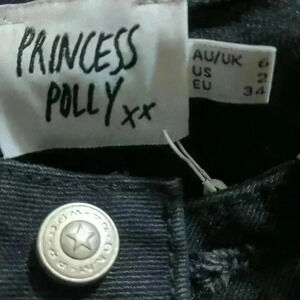 PRINCESS
POLLY xx
AU/UK 6
US 2
EU 34